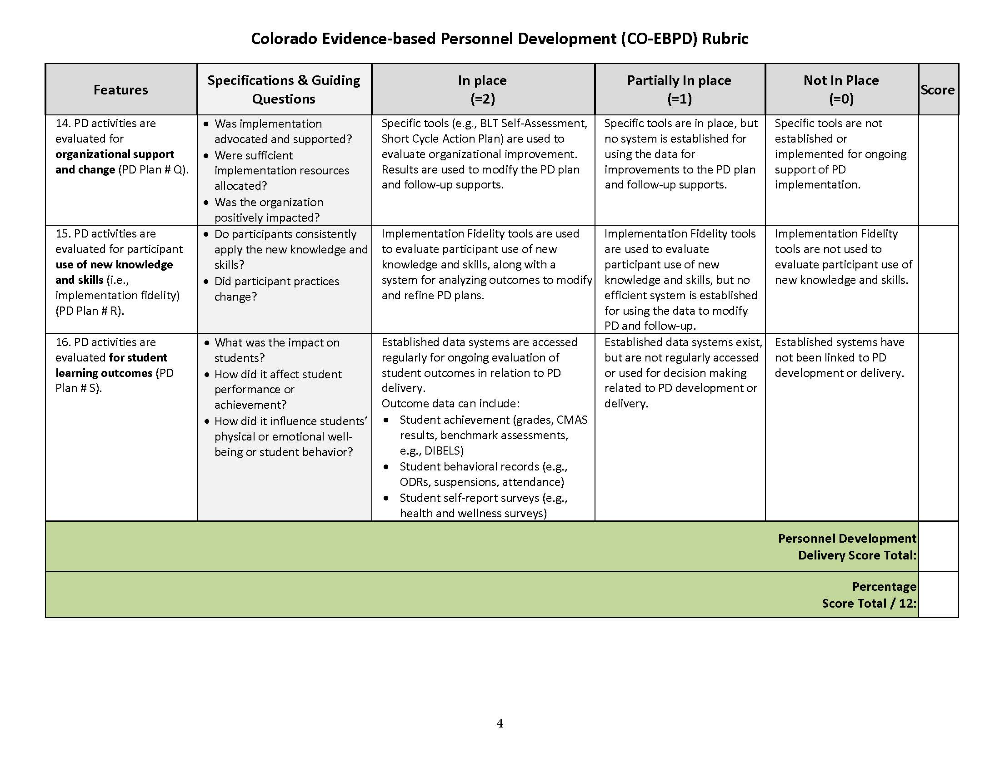 Colorado Evidence-based Personnel Development (CO-EBPD) Rubric
Features
Specifications & Guiding
Questions
In place
(=2)
Partially In place
(=1)
Not In Place
(=0)
Score
14. PD activities are
evaluated for
organizational support
and change (PD Plan # Q).
• Was implementation
advocated and supported?
• Were sufficient
implementation resources
allocated?
• Was the organization
positively impacted?
Specific tools (e.g., BLT Self-Assessment,
Short Cycle Action Plan) are used to
evaluate organizational improvement.
Results are used to modify the PD plan
and follow-up supports.
Specific tools are in place, but
no system is established for
using the data for
improvements to the PD plan
and follow-up supports.
Specific tools are not
established or
implemented for ongoing
support of PD
implementation.
15. PD activities are
evaluated for participant
use of new knowledge
and skills (i.e.,
implementation fidelity)
(PD Plan # R).
• Do participants consistently
apply the new knowledge and
skills?
• Did participant practices
change?
Implementation Fidelity tools are used
to evaluate participant use of new
knowledge and skills, along with a
system for analyzing outcomes to modify
and refine PD plans.
Implementation Fidelity tools
are used to evaluate
participant use of new
knowledge and skills, but no
efficient system is established
for using the data to modify
PD and follow-up.
Implementation Fidelity
tools are not used to
evaluate participant use of
new knowledge and skills.
16. PD activities are
evaluated for student
learning outcomes (PD
Plan # S).
• What was the impact on
students?
• How did it affect student
performance or
achievement?
• How did it influence students’
physical or emotional well-
being or student behavior?
Established data systems are accessed
regularly for ongoing evaluation of
student outcomes in relation to PD
delivery.
Outcome data can include:
• Student achievement (grades, CMAS
results, benchmark assessments,
e.g., DIBELS)
• Student behavioral records (e.g.,
ODRs, suspensions, attendance)
• Student self-report surveys (e.g.,
health and wellness surveys)
Established data systems exist,
but are not regularly accessed
or used for decision making
related to PD development or
delivery.
Established systems have
not been linked to PD
development or delivery.
Personnel Development
Delivery Score Total:
Percentage
Score Total / 12:
4